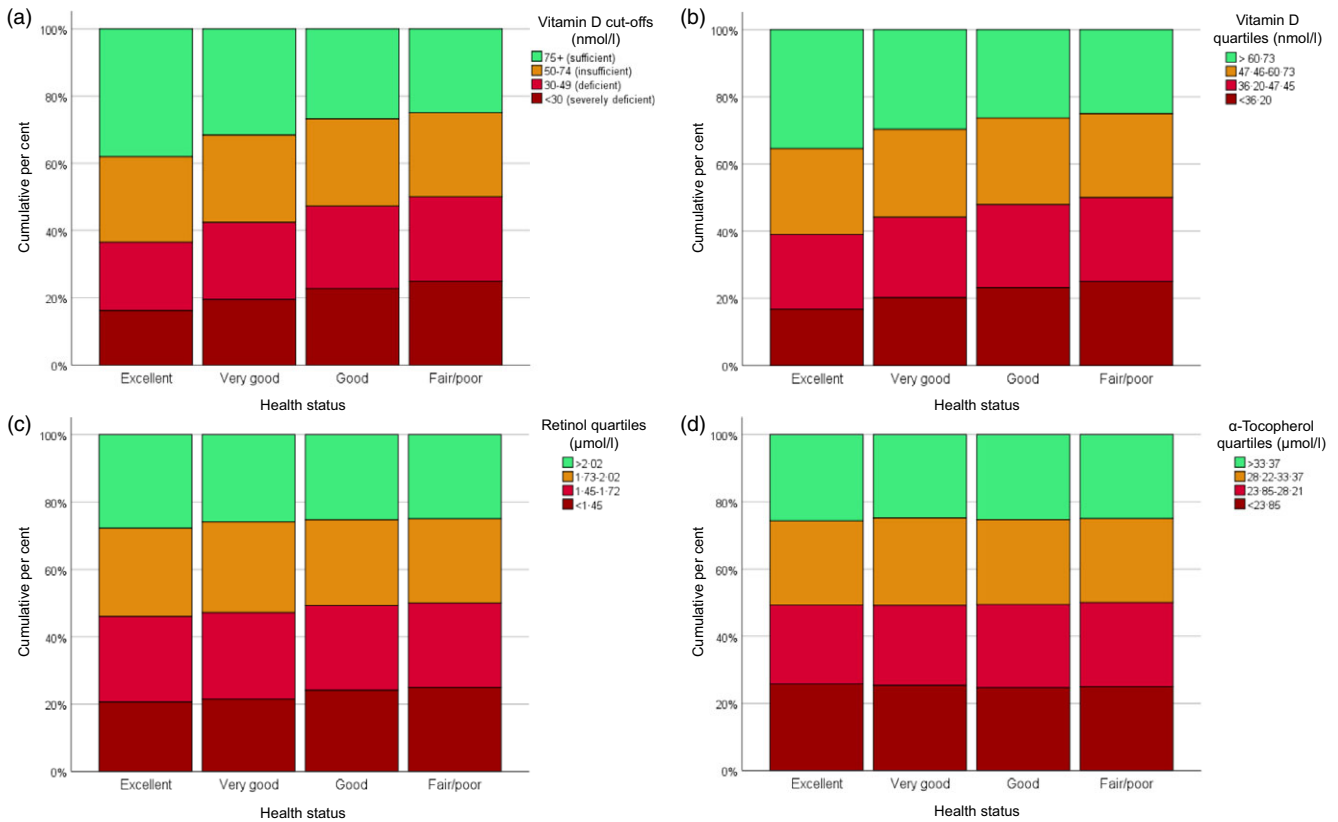 (a)
Vitamin D cut-offs
(nmol/l)
75+ (sufficient)
50-74 (insufficient)
30-49 (deficient)
<30 (severely deficient)
100%
80%
60%
40%
20%
0%
Cumulative per cent
Excellent Very good Good Fair/poor
Health status
(b)
Vitamin D
quartiles (nmol/l)
> 60·73
47·46-60·73
36·20-47·45
<36·20
100%
80%
60%
40%
20%
0%
Cumulative per cent
Excellent Very good Good Fair/poor
Health status
(c)
Retinol quartiles
(μmol/l)
>2·02
1·73-2·02
1·45-1·72
<1·45
100%
80%
60%
40%
20%
0%
Cumulative per cent
Excellent Very good Good Fair/poor
Health status
(d)
α-Tocopherol
quartiles (μmol/l)
>33·37
28·22-33·37
23·85-28·21
<23·85
100%
80%
60%
40%
20%
0%
Cumulative per cent
Excellent Very good Good Fair/poor
Health status